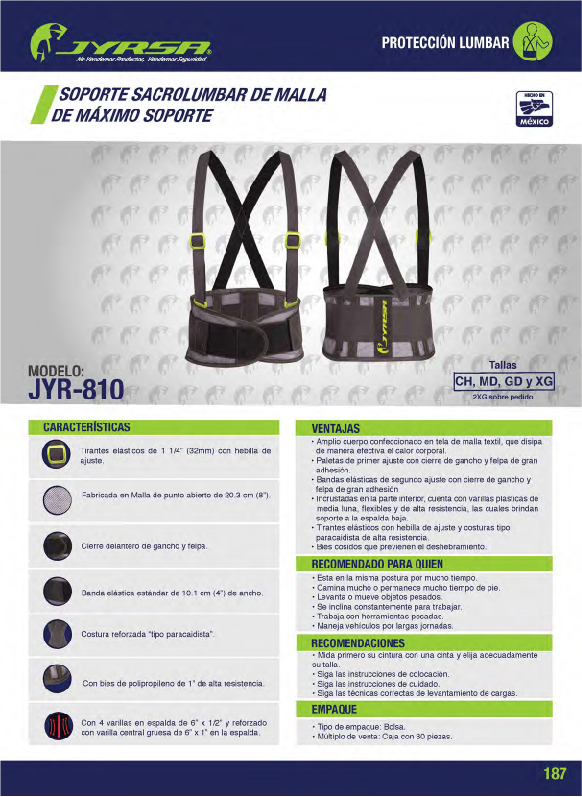 JYRSA®
Al Vendemos Productos, Vendemos Seguridad
PROTECCIÓN LUMBAR
SOPORTE SACROLUMBAR DE MALLA
DE MÁXIMO SOPORTE
HECHO EN
MÉXICO
JYRSA
MODELO:
JYR-810
Tallas
CH, MD, GD y XG
2XG sobre pedido
CARACTERÍSTICAS
Tirantes elásticos de 1 1/4" (32mm) con hebilla de
ajuste.
Fabricada en Malla de punto abierto de 20.3 cm (8").
Cierre delantero de gancho y felpa.
Banda elástica estándar de 10.1 cm (4") de ancho.
Costura reforzada "tipo paracaidista".
Con bies de polipropileno de 1" de alta resistencia.
Con 4 varillas en espalda de 6" x 1/2" y reforzado
con varilla central gruesa de 6" x 1" en la espalda.
VENTAJAS
• Amplio cuerpo confeccionado en tela de malla textil, que disipa
de manera efectiva el calor corporal.
• Paletas de primer ajuste con cierre de gancho y felpa de gran
adhesión.
• Bandas elásticas de segundo ajuste con cierre de gancho y
felpa de gran adhesión
• Incrustadas en la parte interior, cuenta con varillas plásticas de
media luna, flexibles y de alta resistencia, las cuales brindan
soporte a la espalda baja.
• Tirantes elásticos con hebilla de ajuste y costuras tipo
paracaidista de alta resistencia.
• Bies cosidos que previenen el deshebramiento.
RECOMENDADO PARA QUIEN
• Esta en la misma postura por mucho tiempo.
• Camina mucho o permanece mucho tiempo de pie.
• Levanta o mueve objetos pesados.
• Se inclina constantemente para trabajar.
• Trabaja con herramientas pesadas.
• Maneja vehículos por largas jornadas.
RECOMENDACIONES
• Mida primero su cintura con una cinta y elija adecuadamente
su talla.
• Siga las instrucciones de colocación.
• Siga las instrucciones de cuidado.
• Siga las técnicas correctas de levantamiento de cargas.
EMPAQUE
• Tipo de empaque: Bolsa.
• Múltiplo de venta: Caja con 30 piezas.
187